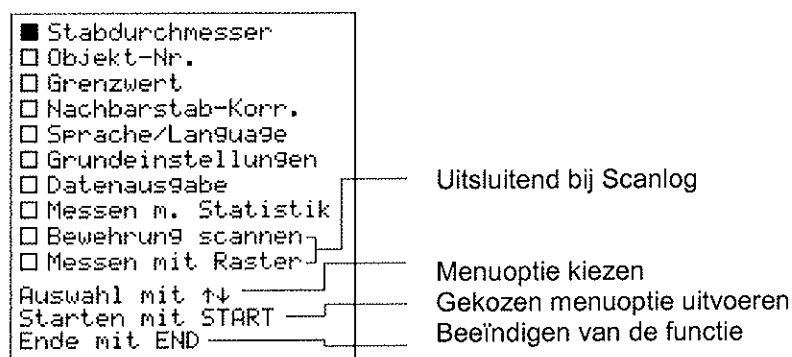 ■ Stabdurchmesser
□ Objekt-Nr.
□ Grenzwert
□ Nachbarstab-Korr.
□ Sprache/Language
□ Grundeinstellungen
□ Datenausgabe
□ Messen m. Statistik
□ Bewehrung scannen
□ Messen mit Raster
Uitsluitend bij Scanlog
Auswahl mit ↑↓
Menuoptie kiezen
Starten mit START
Gekozen menuoptie uitvoeren
Ende mit END
Beeïndigen van de functie